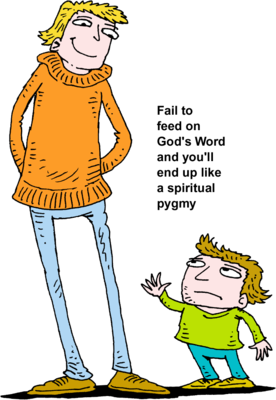 Fail to
feed on
God's Word
and you'll
end up like
a spiritual
pygmy